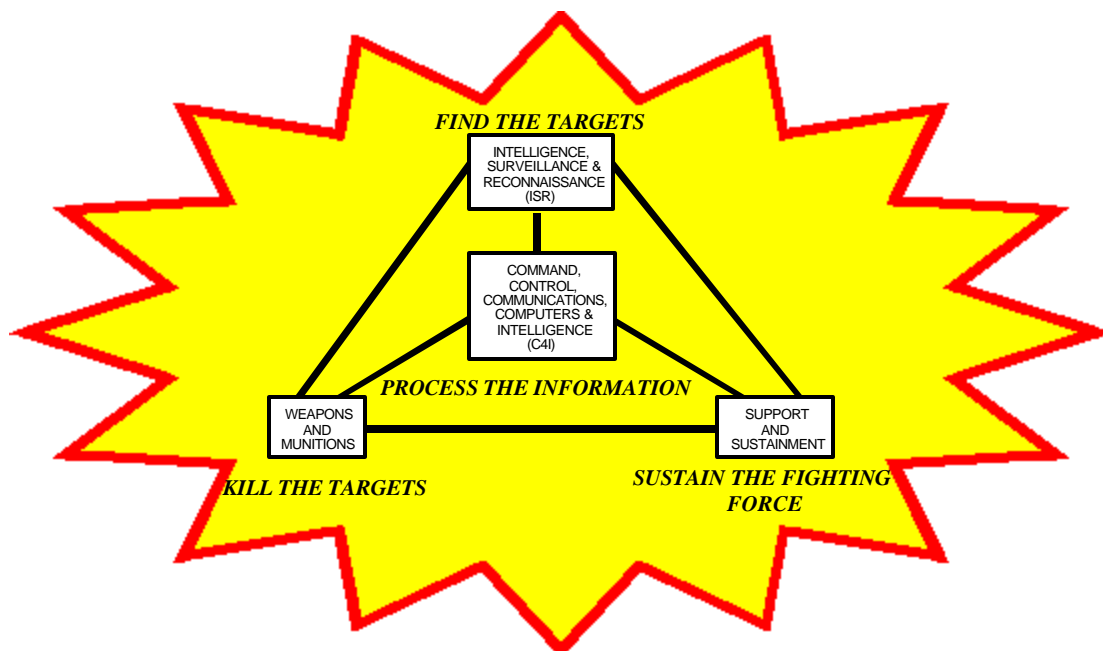 FIND THE TARGETS
INTELLIGENCE,
SURVEILLANCE &
RECONNAISSANCE
(ISR)
COMMAND,
CONTROL,
COMMUNICATIONS,
COMPUTERS &
INTELLIGENCE
(C4I)
PROCESS THE INFORMATION
WEAPONS
AND
MUNITIONS
KILL THE TARGETS
SUPPORT
AND
SUSTAINMENT
SUSTAIN THE FIGHTING
FORCE